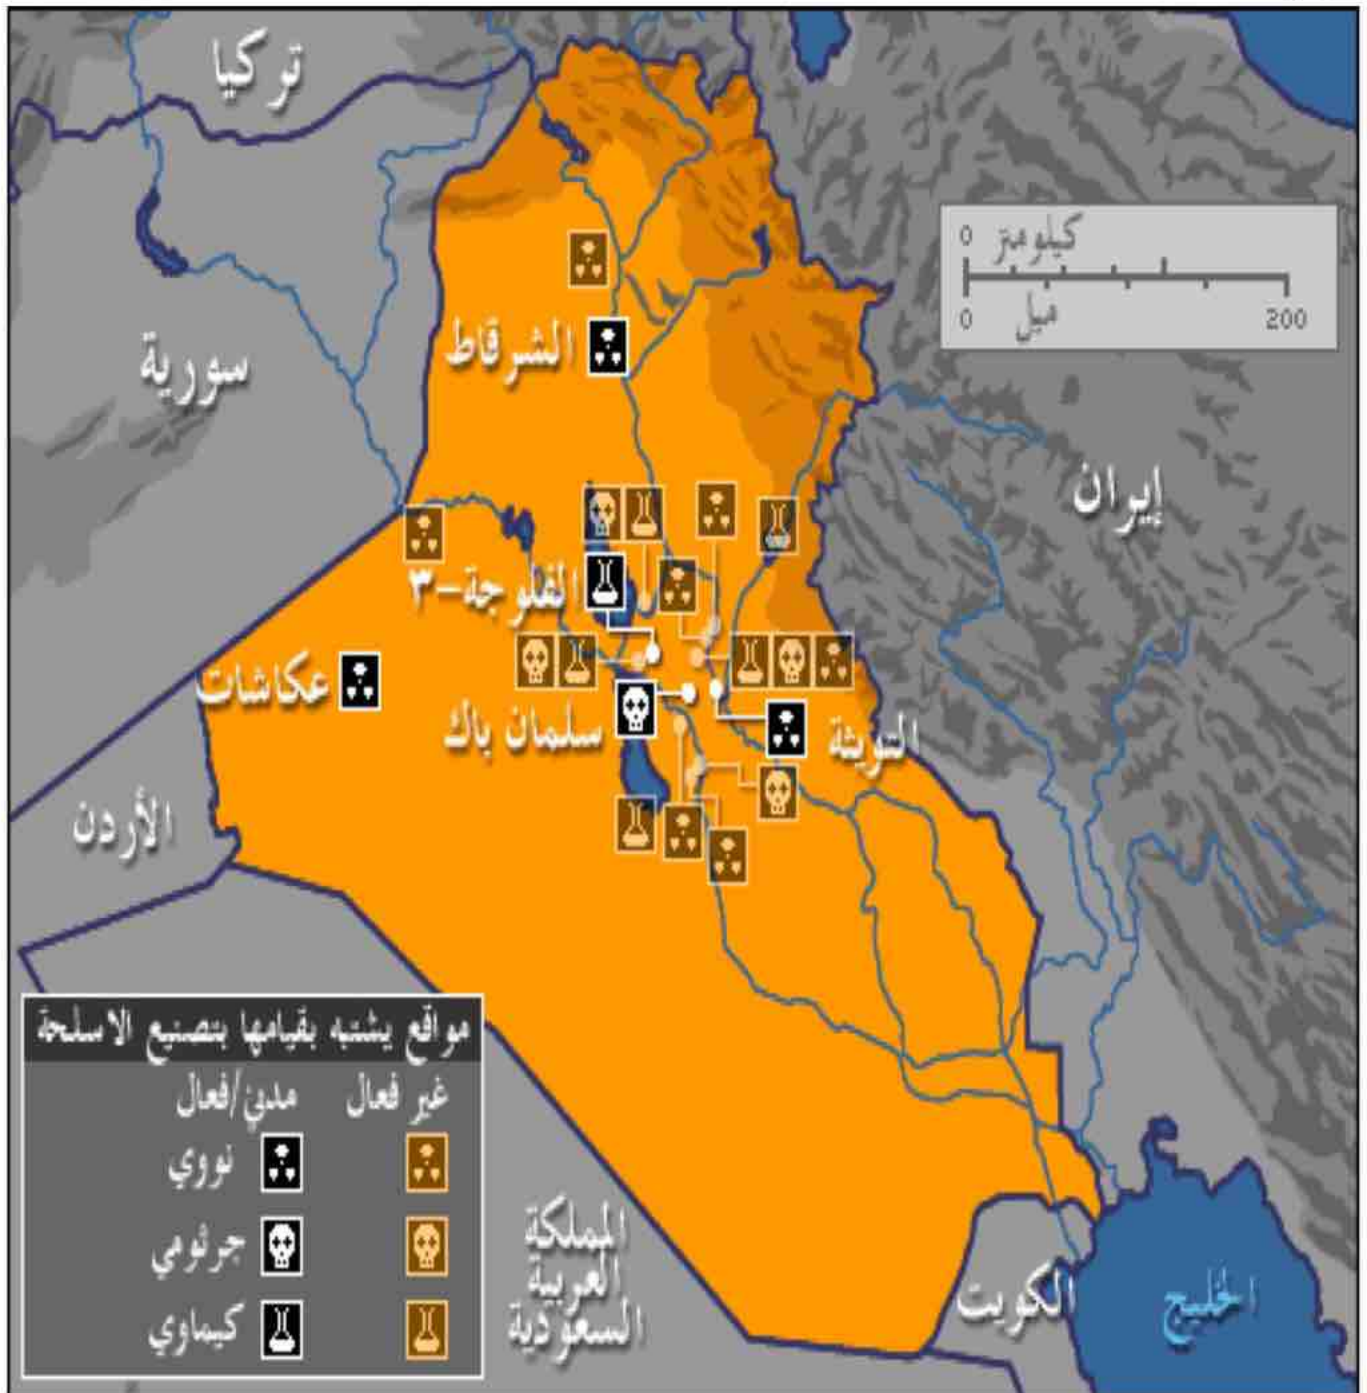 تركيا
0 كيلومتر
0 ميل 200
الشرقاط
سورية
إيران
الفلوجة-٣
عكاشات
سلمان باك
التويثة
الأردن
مواقع يشتبه بقيامها بتصنيع الاسلحة
غير فعال مدني/فعال
نووي
جرثومي
كيماوي
المملكة
العربية
السعودية
الكويت
الخليج